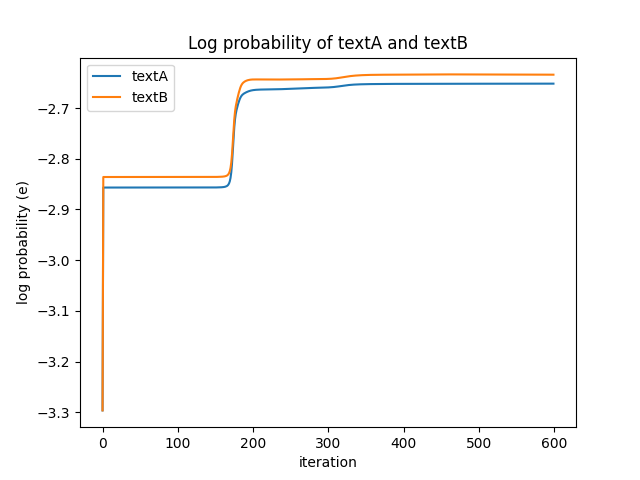 Log probability of textA and textB
textA
textB
−2.7
−2.8
−2.9
−3.0
−3.1
−3.2
−3.3
log probability (e)
0 100 200 300 400 500 600
iteration